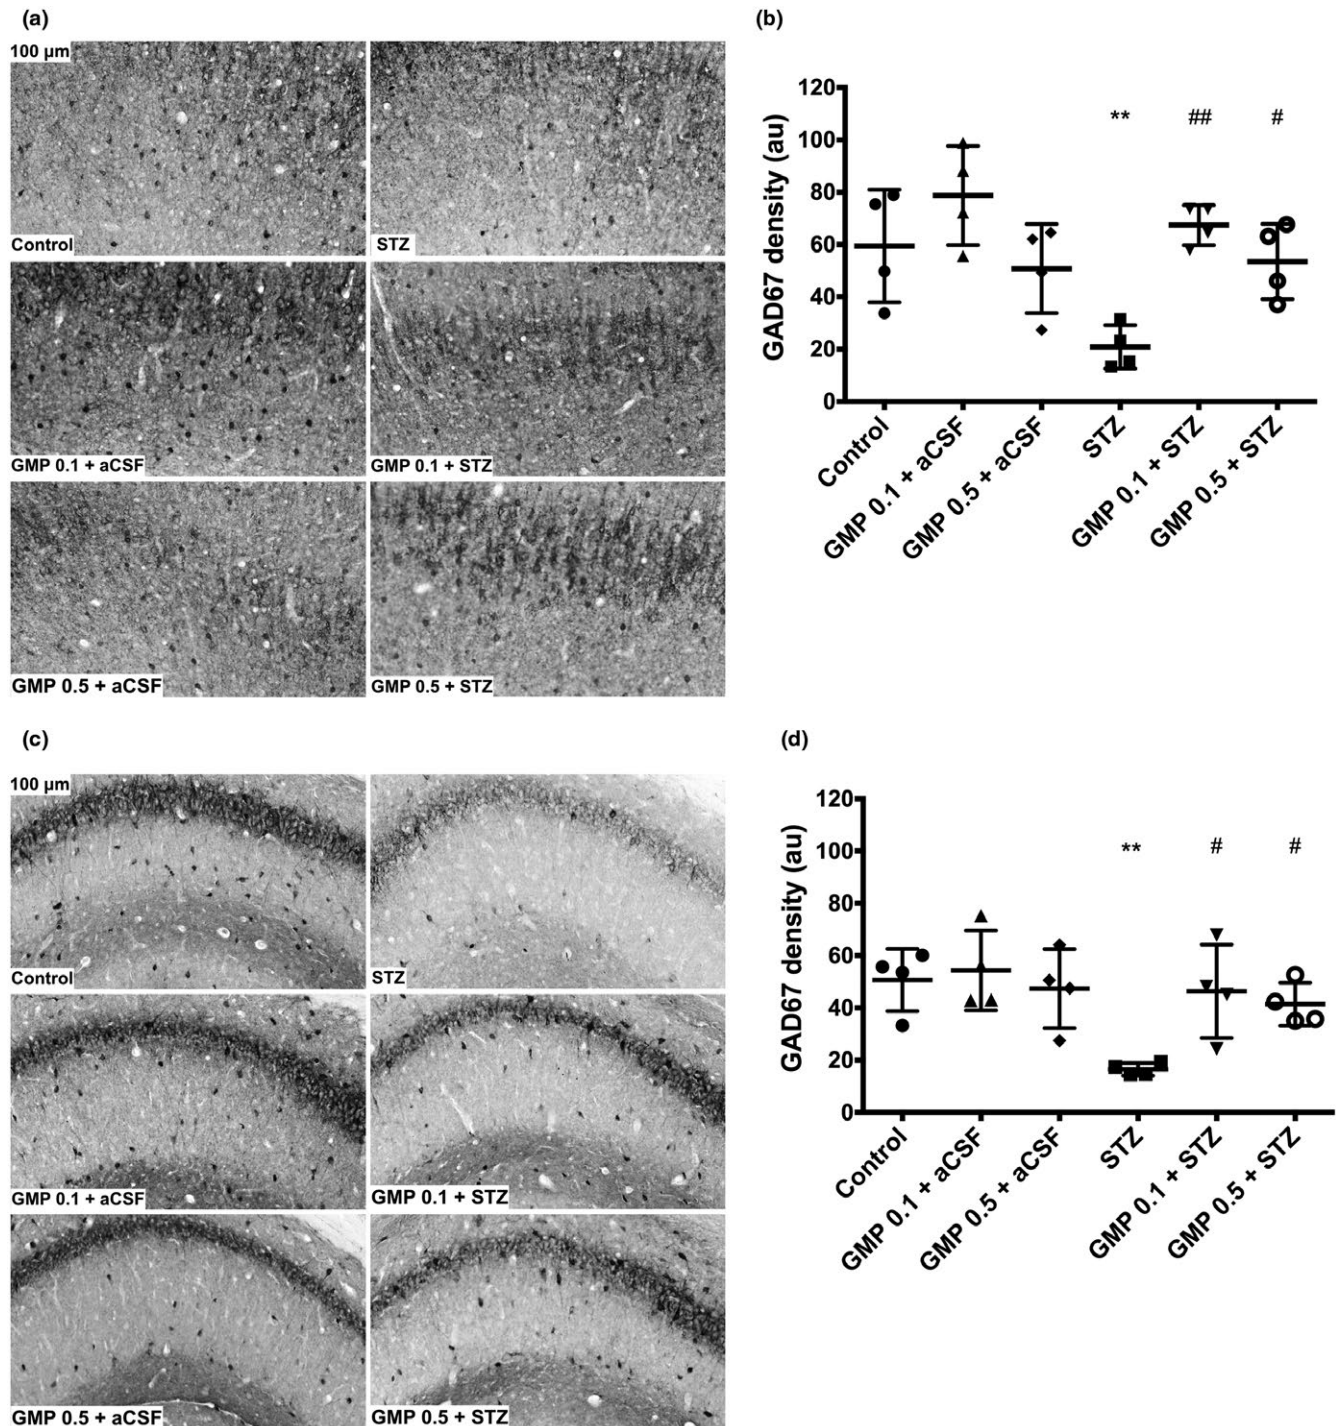 (a)
100 µm
Control
STZ
GMP 0.1 + aCSF
GMP 0.1 + STZ
GMP 0.5 + aCSF
GMP 0.5 + STZ
(b)
120
100
80
60
40
20
0
GAD67 density (au)
**
##
#
Control
GMP 0.1 + aCSF
GMP 0.5 + aCSF
STZ
GMP 0.1 + STZ
GMP 0.5 + STZ
(c)
100 µm
Control
STZ
GMP 0.1 + aCSF
GMP 0.1 + STZ
GMP 0.5 + aCSF
GMP 0.5 + STZ
(d)
120
100
80
60
40
20
0
GAD67 density (au)
**
#
#
Control
GMP 0.1 + aCSF
GMP 0.5 + aCSF
STZ
GMP 0.1 + STZ
GMP 0.5 + STZ